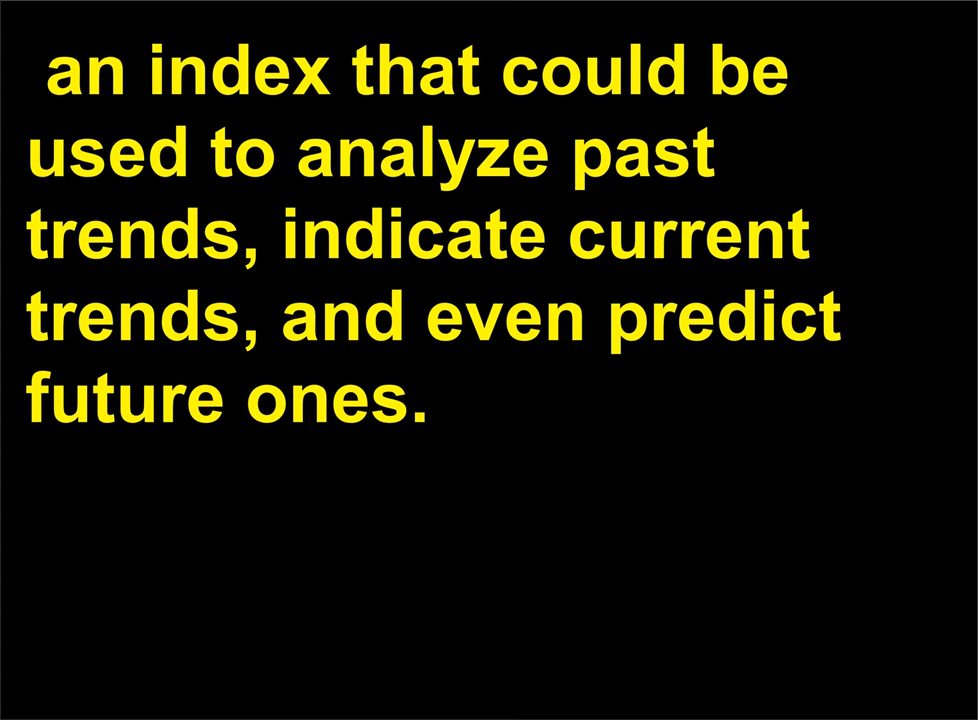 an index that could be
used to analyze past
trends, indicate current
trends, and even predict
future ones.